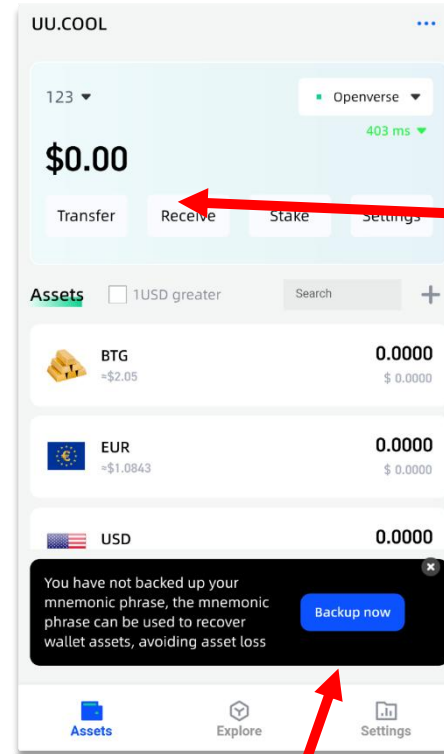 UU.COOL
123
Openverse
403 ms
$0.00
Transfer Receive Stake Settings
Assets 1USD greater Search
BTG 0.0000
≈$2.05 $ 0.0000
EUR 0.0000
≈$1.0843 $ 0.0000
USD 0.0000
You have not backed up your
mnemonic phrase, the mnemonic
phrase can be used to recover
wallet assets, avoiding asset loss
Backup now
Assets Explore Settings